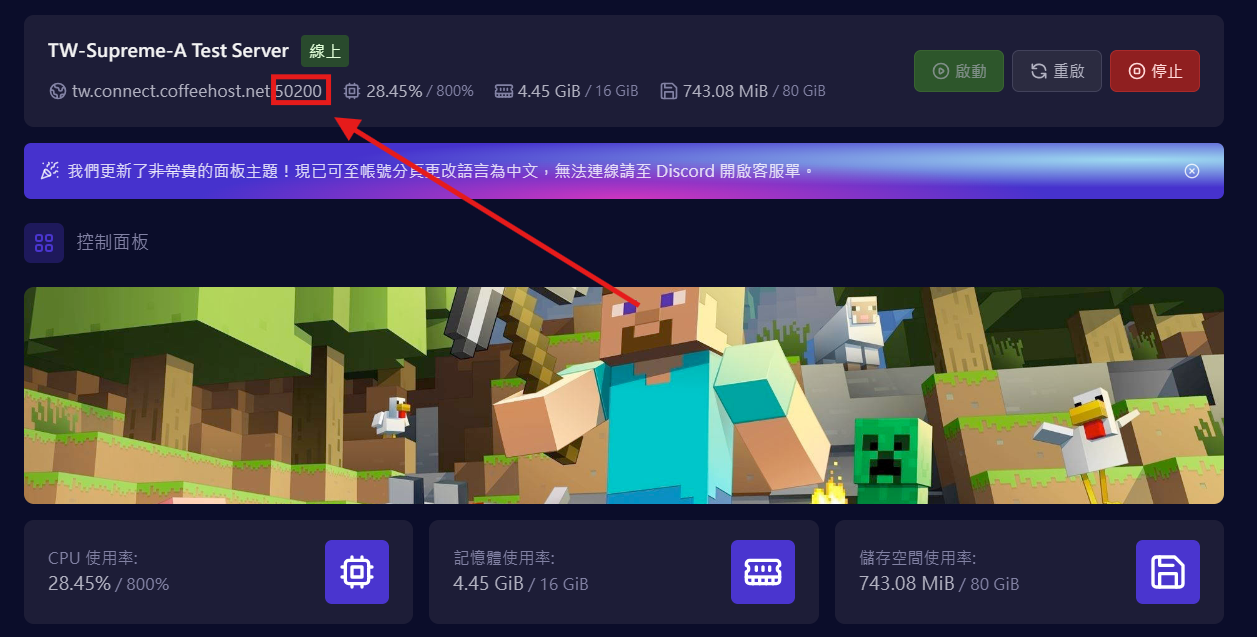 TW-Supreme-A Test Server 線上
tw.connect.coffeehost.net:50200 28.45% / 800% 4.45 GiB / 16 GiB 743.08 MiB / 80 GiB
啟動 重啟 停止
我們更新了非常貴的面板主題！現已可至帳號分頁更改語言為中文，無法連線請至 Discord 開啟客服單。
控制面板
CPU 使用率:
28.45% / 800%
記憶體使用率:
4.45 GiB / 16 GiB
儲存空間使用率:
743.08 MiB / 80 GiB